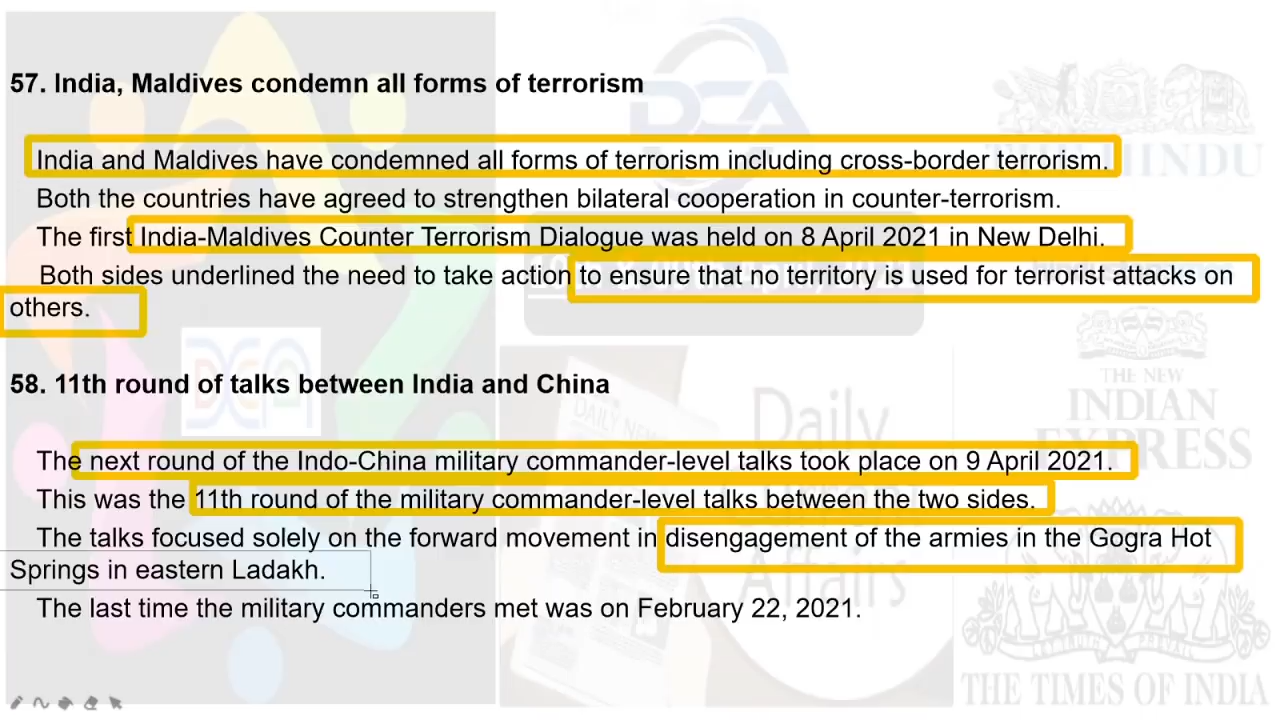 57. India, Maldives condemn all forms of terrorism
India and Maldives have condemned all forms of terrorism including cross-border terrorism.
Both the countries have agreed to strengthen bilateral cooperation in counter-terrorism.
The first India-Maldives Counter Terrorism Dialogue was held on 8 April 2021 in New Delhi.
Both sides underlined the need to take action to ensure that no territory is used for terrorist attacks on
others.
58. 11th round of talks between India and China
The next round of the Indo-China military commander-level talks took place on 9 April 2021.
This was the 11th round of the military commander-level talks between the two sides.
The talks focused solely on the forward movement in disengagement of the armies in the Gogra Hot
Springs in eastern Ladakh.
The last time the military commanders met was on February 22, 2021.
DCA
THE HINDU
DCA
DAILY NEWS
Daily
Affairs
THE NEW
INDIAN
EXPRESS
THE TIMES OF INDIA